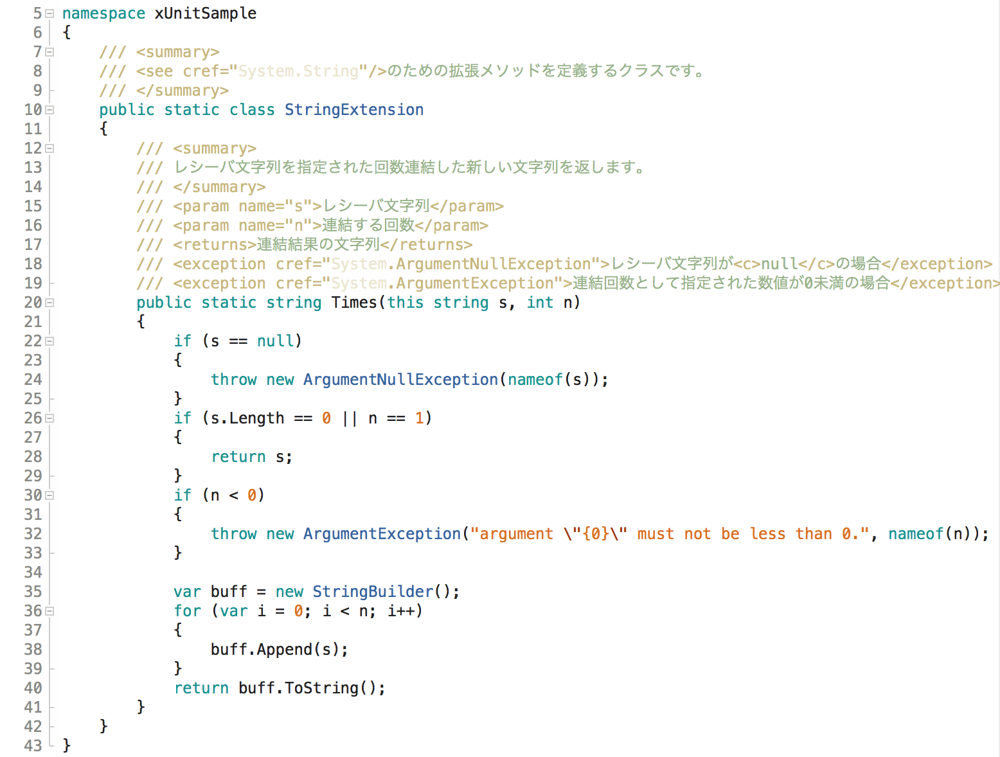 5 namespace xUnitSample
6 {
7     /// <summary>
8     /// <see cref="System.String"/>のための拡張メソッドを定義するクラスです。
9     /// </summary>
10     public static class StringExtension
11     {
12         /// <summary>
13         /// レシーバ文字列を指定された回数連結した新しい文字列を返します。
14         /// </summary>
15         /// <param name="s">レシーバ文字列</param>
16         /// <param name="n">連結する回数</param>
17         /// <returns>連結結果の文字列</returns>
18         /// <exception cref="System.ArgumentNullException">レシーバ文字列が<c>null</c>の場合</exception>
19         /// <exception cref="System.ArgumentException">連結回数として指定された数値が0未満の場合</exception>
20         public static string Times(this string s, int n)
21         {
22             if (s == null)
23             {
24                 throw new ArgumentNullException(nameof(s));
25             }
26             if (s.Length == 0 || n == 1)
27             {
28                 return s;
29             }
30             if (n < 0)
31             {
32                 throw new ArgumentException("argument \"{0}\" must not be less than 0.", nameof(n));
33             }
34
35             var buff = new StringBuilder();
36             for (var i = 0; i < n; i++)
37             {
38                 buff.Append(s);
39             }
40             return buff.ToString();
41         }
42     }
43 }